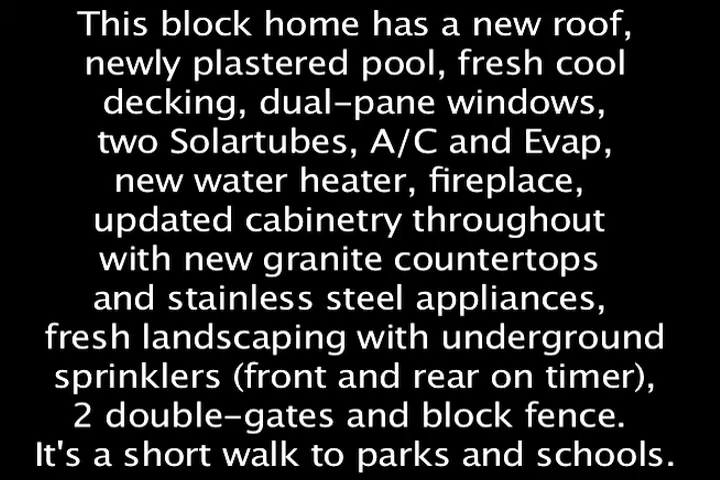 This block home has a new roof,
newly plastered pool, fresh cool
decking, dual-pane windows,
two Solartubes, A/C and Evap,
new water heater, fireplace,
updated cabinetry throughout
with new granite countertops
and stainless steel appliances,
fresh landscaping with underground
sprinklers (front and rear on timer),
2 double-gates and block fence.
It's a short walk to parks and schools.